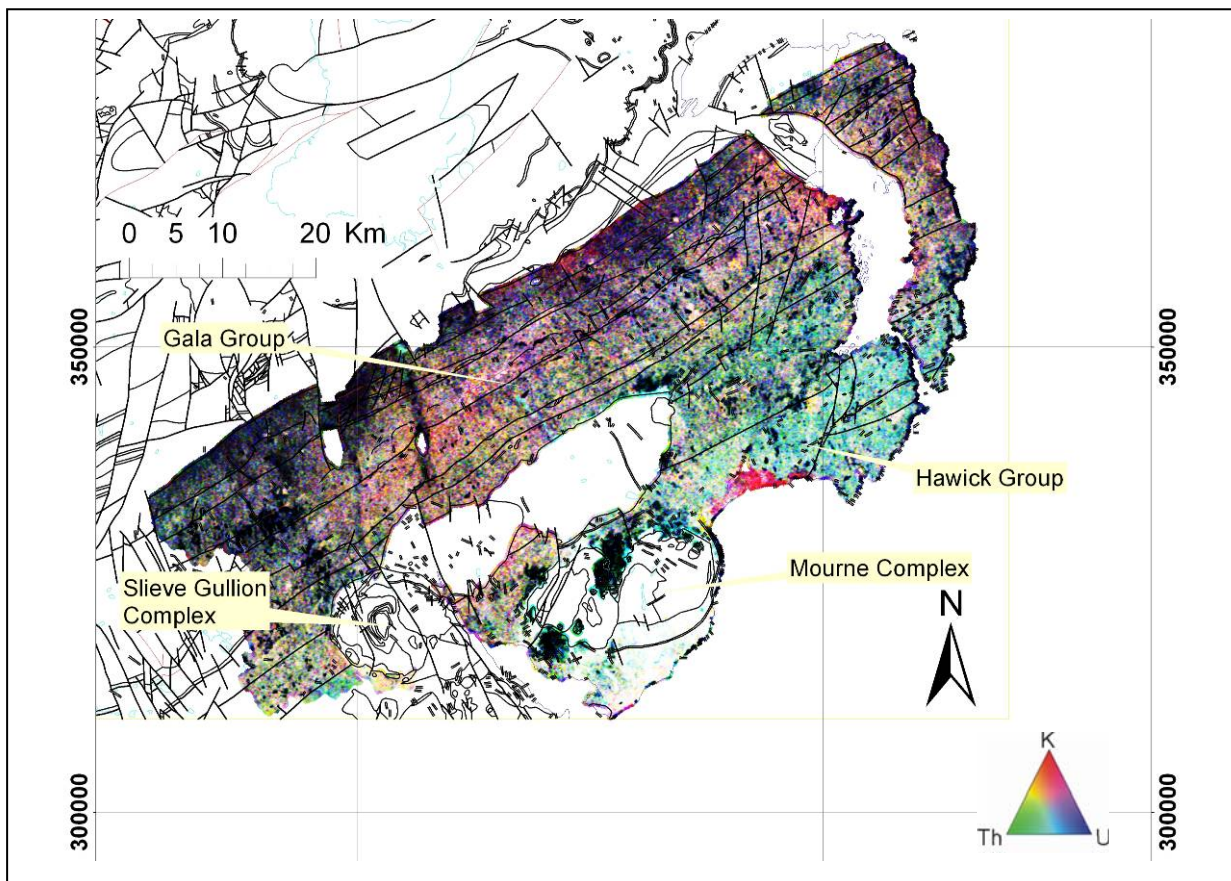 0 5 10 20 Km
Gala Group
350000
350000
Hawick Group
Mourne Complex
Slieve Gullion
Complex
N
K
Th
U
300000
300000